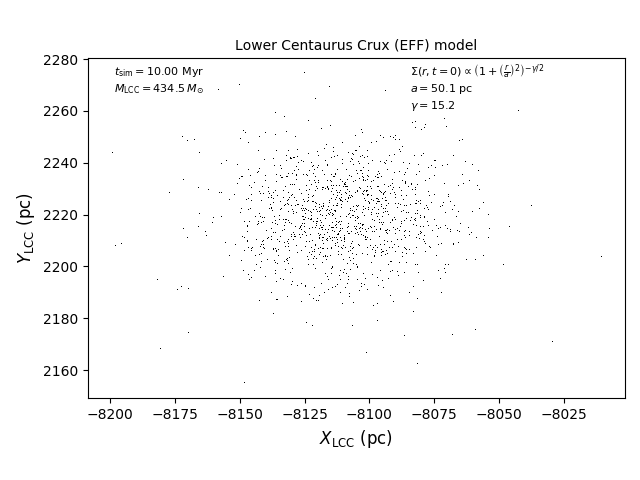 Lower Centaurus Crux (EFF) model
t_sim = 10.00 Myr
M_LCC = 434.5 M_⊙
Σ(r, t = 0) ∝ (1 + (r/a)²)^(−γ/2)
a = 50.1 pc
γ = 15.2
Y_LCC (pc)
2280
2260
2240
2220
2200
2180
2160
−8200 −8175 −8150 −8125 −8100 −8075 −8050 −8025
X_LCC (pc)